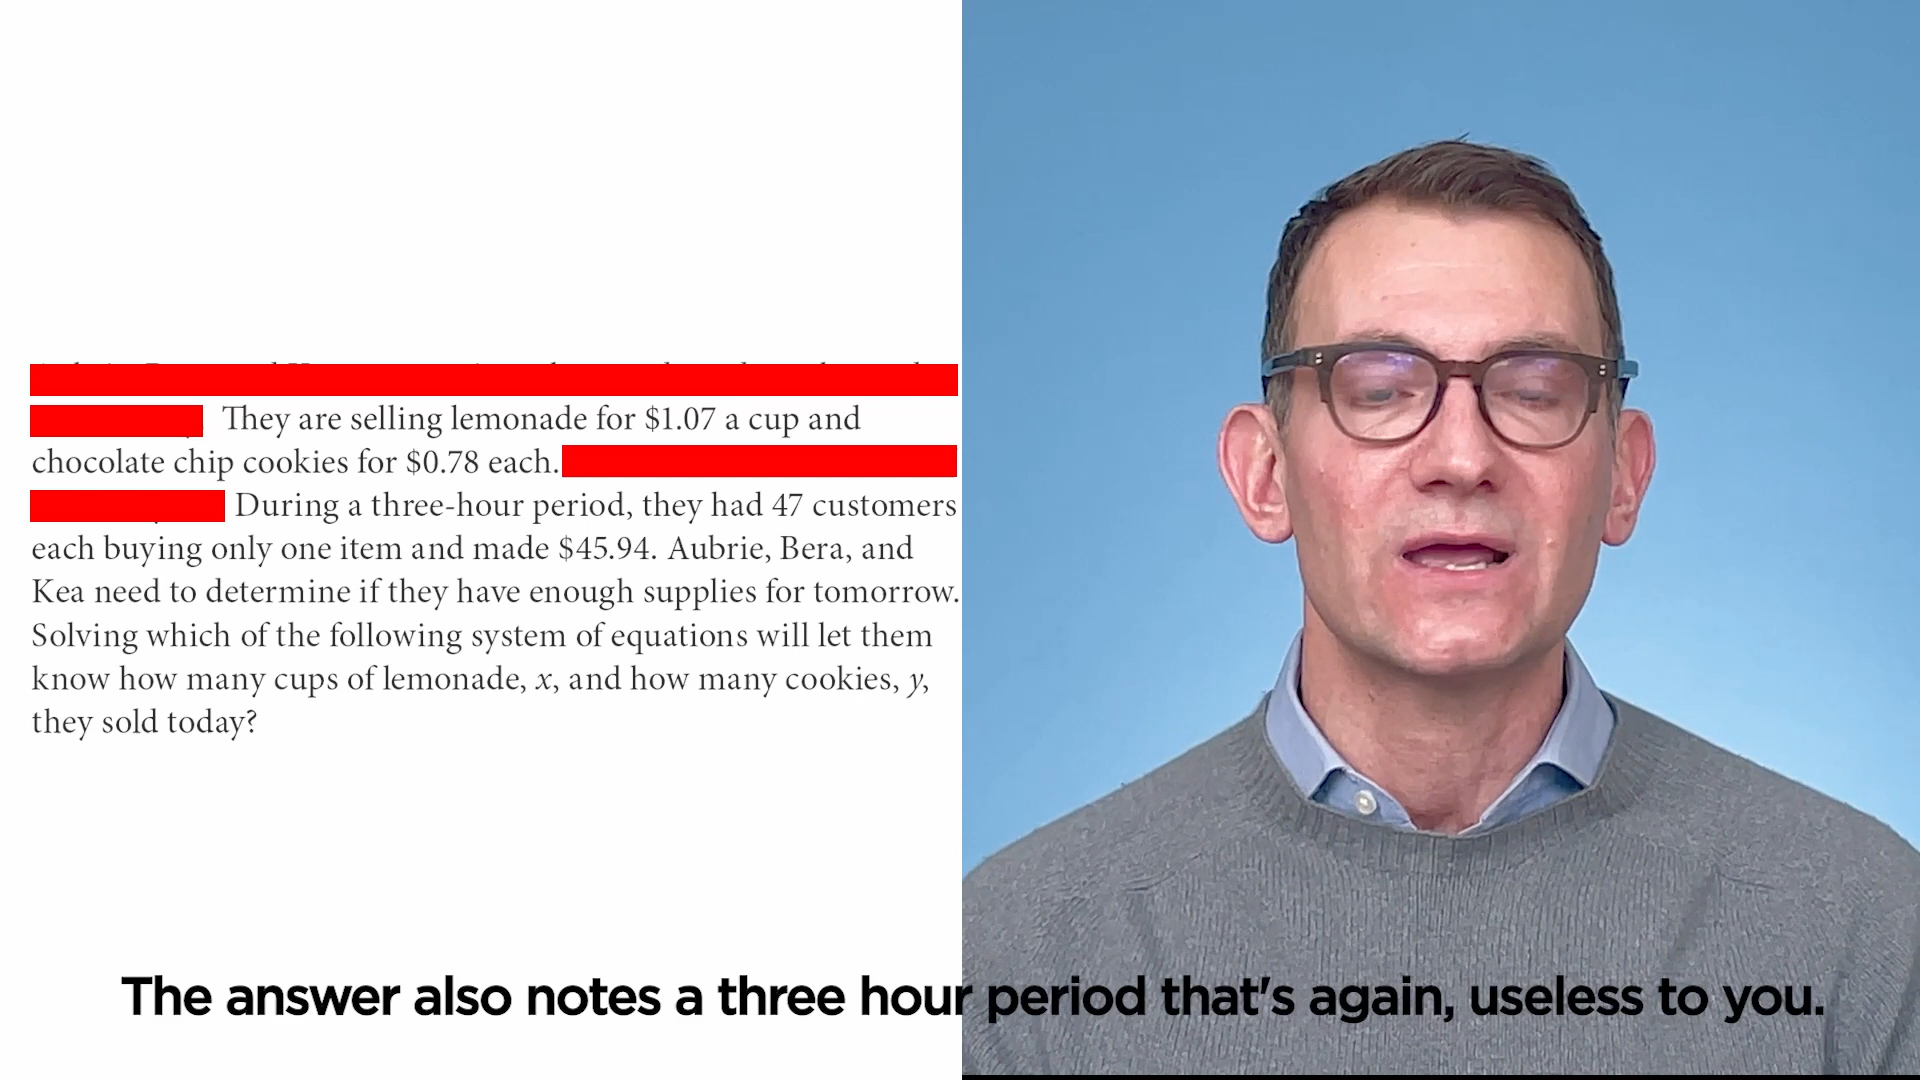 They are selling lemonade for $1.07 a cup and
chocolate chip cookies for $0.78 each.
During a three-hour period, they had 47 customers
each buying only one item and made $45.94. Aubrie, Bera, and
Kea need to determine if they have enough supplies for tomorrow.
Solving which of the following system of equations will let them
know how many cups of lemonade, x, and how many cookies, y,
they sold today?
The answer also notes a three hour period that's again, useless to you.